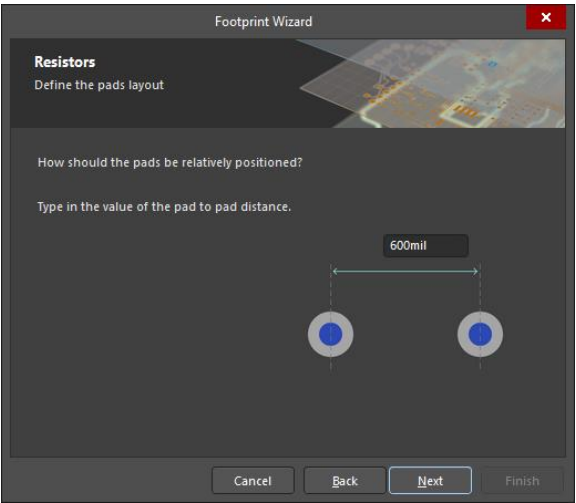 Footprint Wizard
Resistors
Define the pads layout
How should the pads be relatively positioned?
Type in the value of the pad to pad distance.
600mil
Cancel
Back
Next
Finish